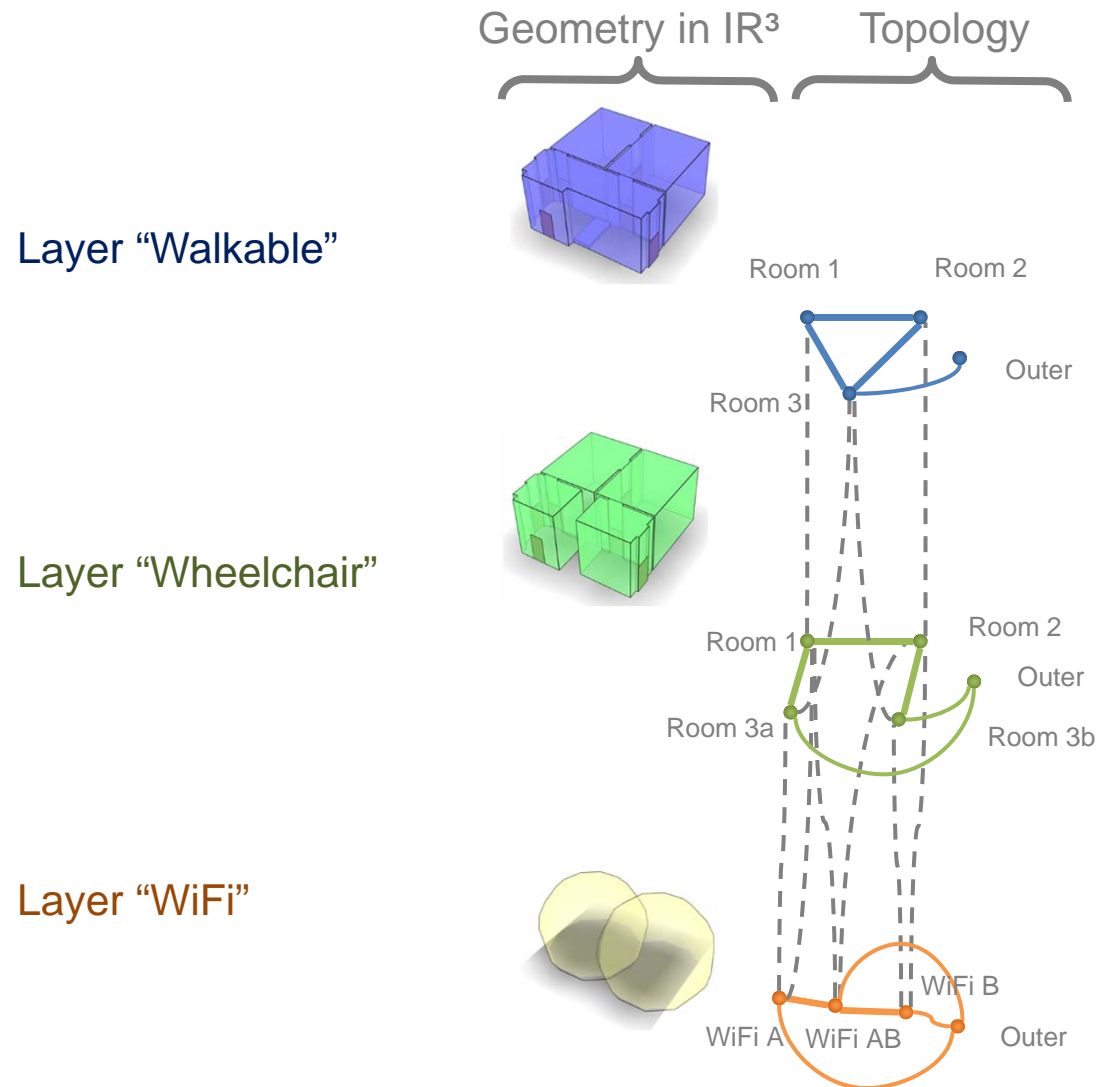 Geometry in IR³ Topology
Layer “Walkable”
Room 1 Room 2
Outer
Room 3
Layer “Wheelchair”
Room 1 Room 2
Outer
Room 3a Room 3b
Layer “WiFi”
WiFi B
WiFi A WiFi AB Outer